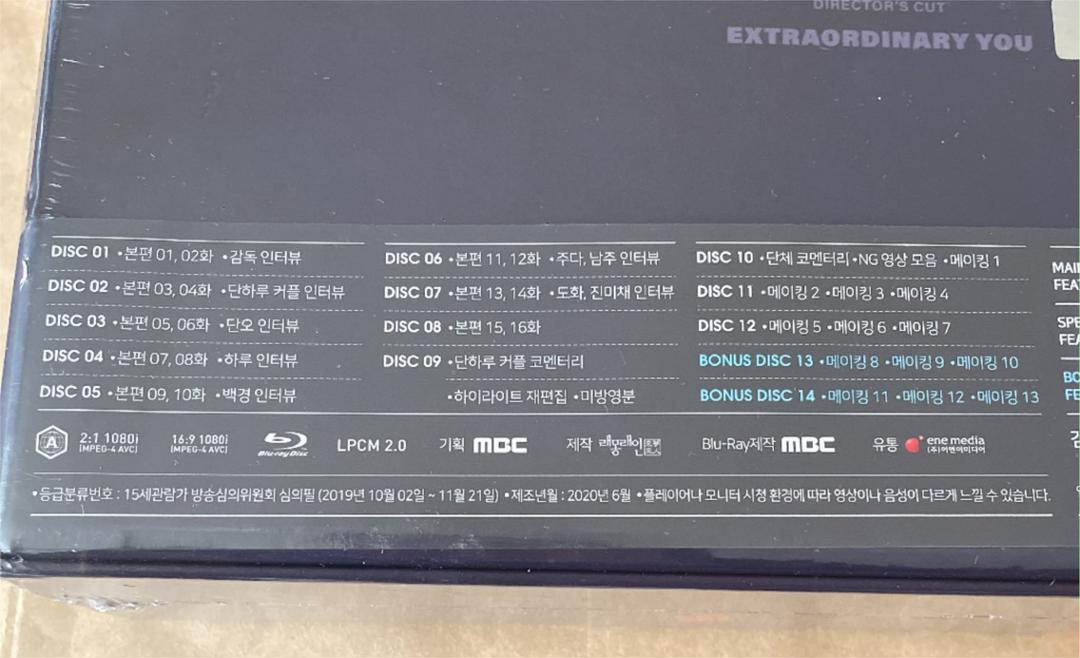 DIRECTOR'S CUT
EXTRAORDINARY YOU
DISC 01 •본편 01, 02화 •감독 인터뷰
DISC 02 •본편 03, 04화 •단하루 커플 인터뷰
DISC 03 •본편 05, 06화 •단오 인터뷰
DISC 04 •본편 07, 08화 •하루 인터뷰
DISC 05 •본편 09, 10화 •백경 인터뷰
DISC 06 •본편 11, 12화 •주다, 남주 인터뷰
DISC 07 •본편 13, 14화 •도화, 진미채 인터뷰
DISC 08 •본편 15, 16화
DISC 09 •단하루 커플 코멘터리
•하이라이트 재편집 •미방영분
DISC 10 •단체 코멘터리 •NG 영상 모음 •메이킹 1
DISC 11 •메이킹 2 •메이킹 3 •메이킹 4
DISC 12 •메이킹 5 •메이킹 6 •메이킹 7
BONUS DISC 13 •메이킹 8 •메이킹 9 •메이킹 10
BONUS DISC 14 •메이킹 11 •메이킹 12 •메이킹 13
MAI
FEA
SPE
FEA
BO
FE
A 2:1 1080i 16:9 1080i Blu-ray Disc LPCM 2.0 기획 MBC 제작 래몽래인 Blu-Ray제작 MBC 유통 ene media
(MPEG-4 AVC) (MPEG-4 AVC) (주)이엔이미디어
•등급분류번호 : 15세관람가 방송심의위원회 심의필 (2019년 10월 02일 ~ 11월 21일) •제조년월 : 2020년 6월 •플레이어나 모니터 시청 환경에 따라 영상이나 음성이 다르게 느낄 수 있습니다.